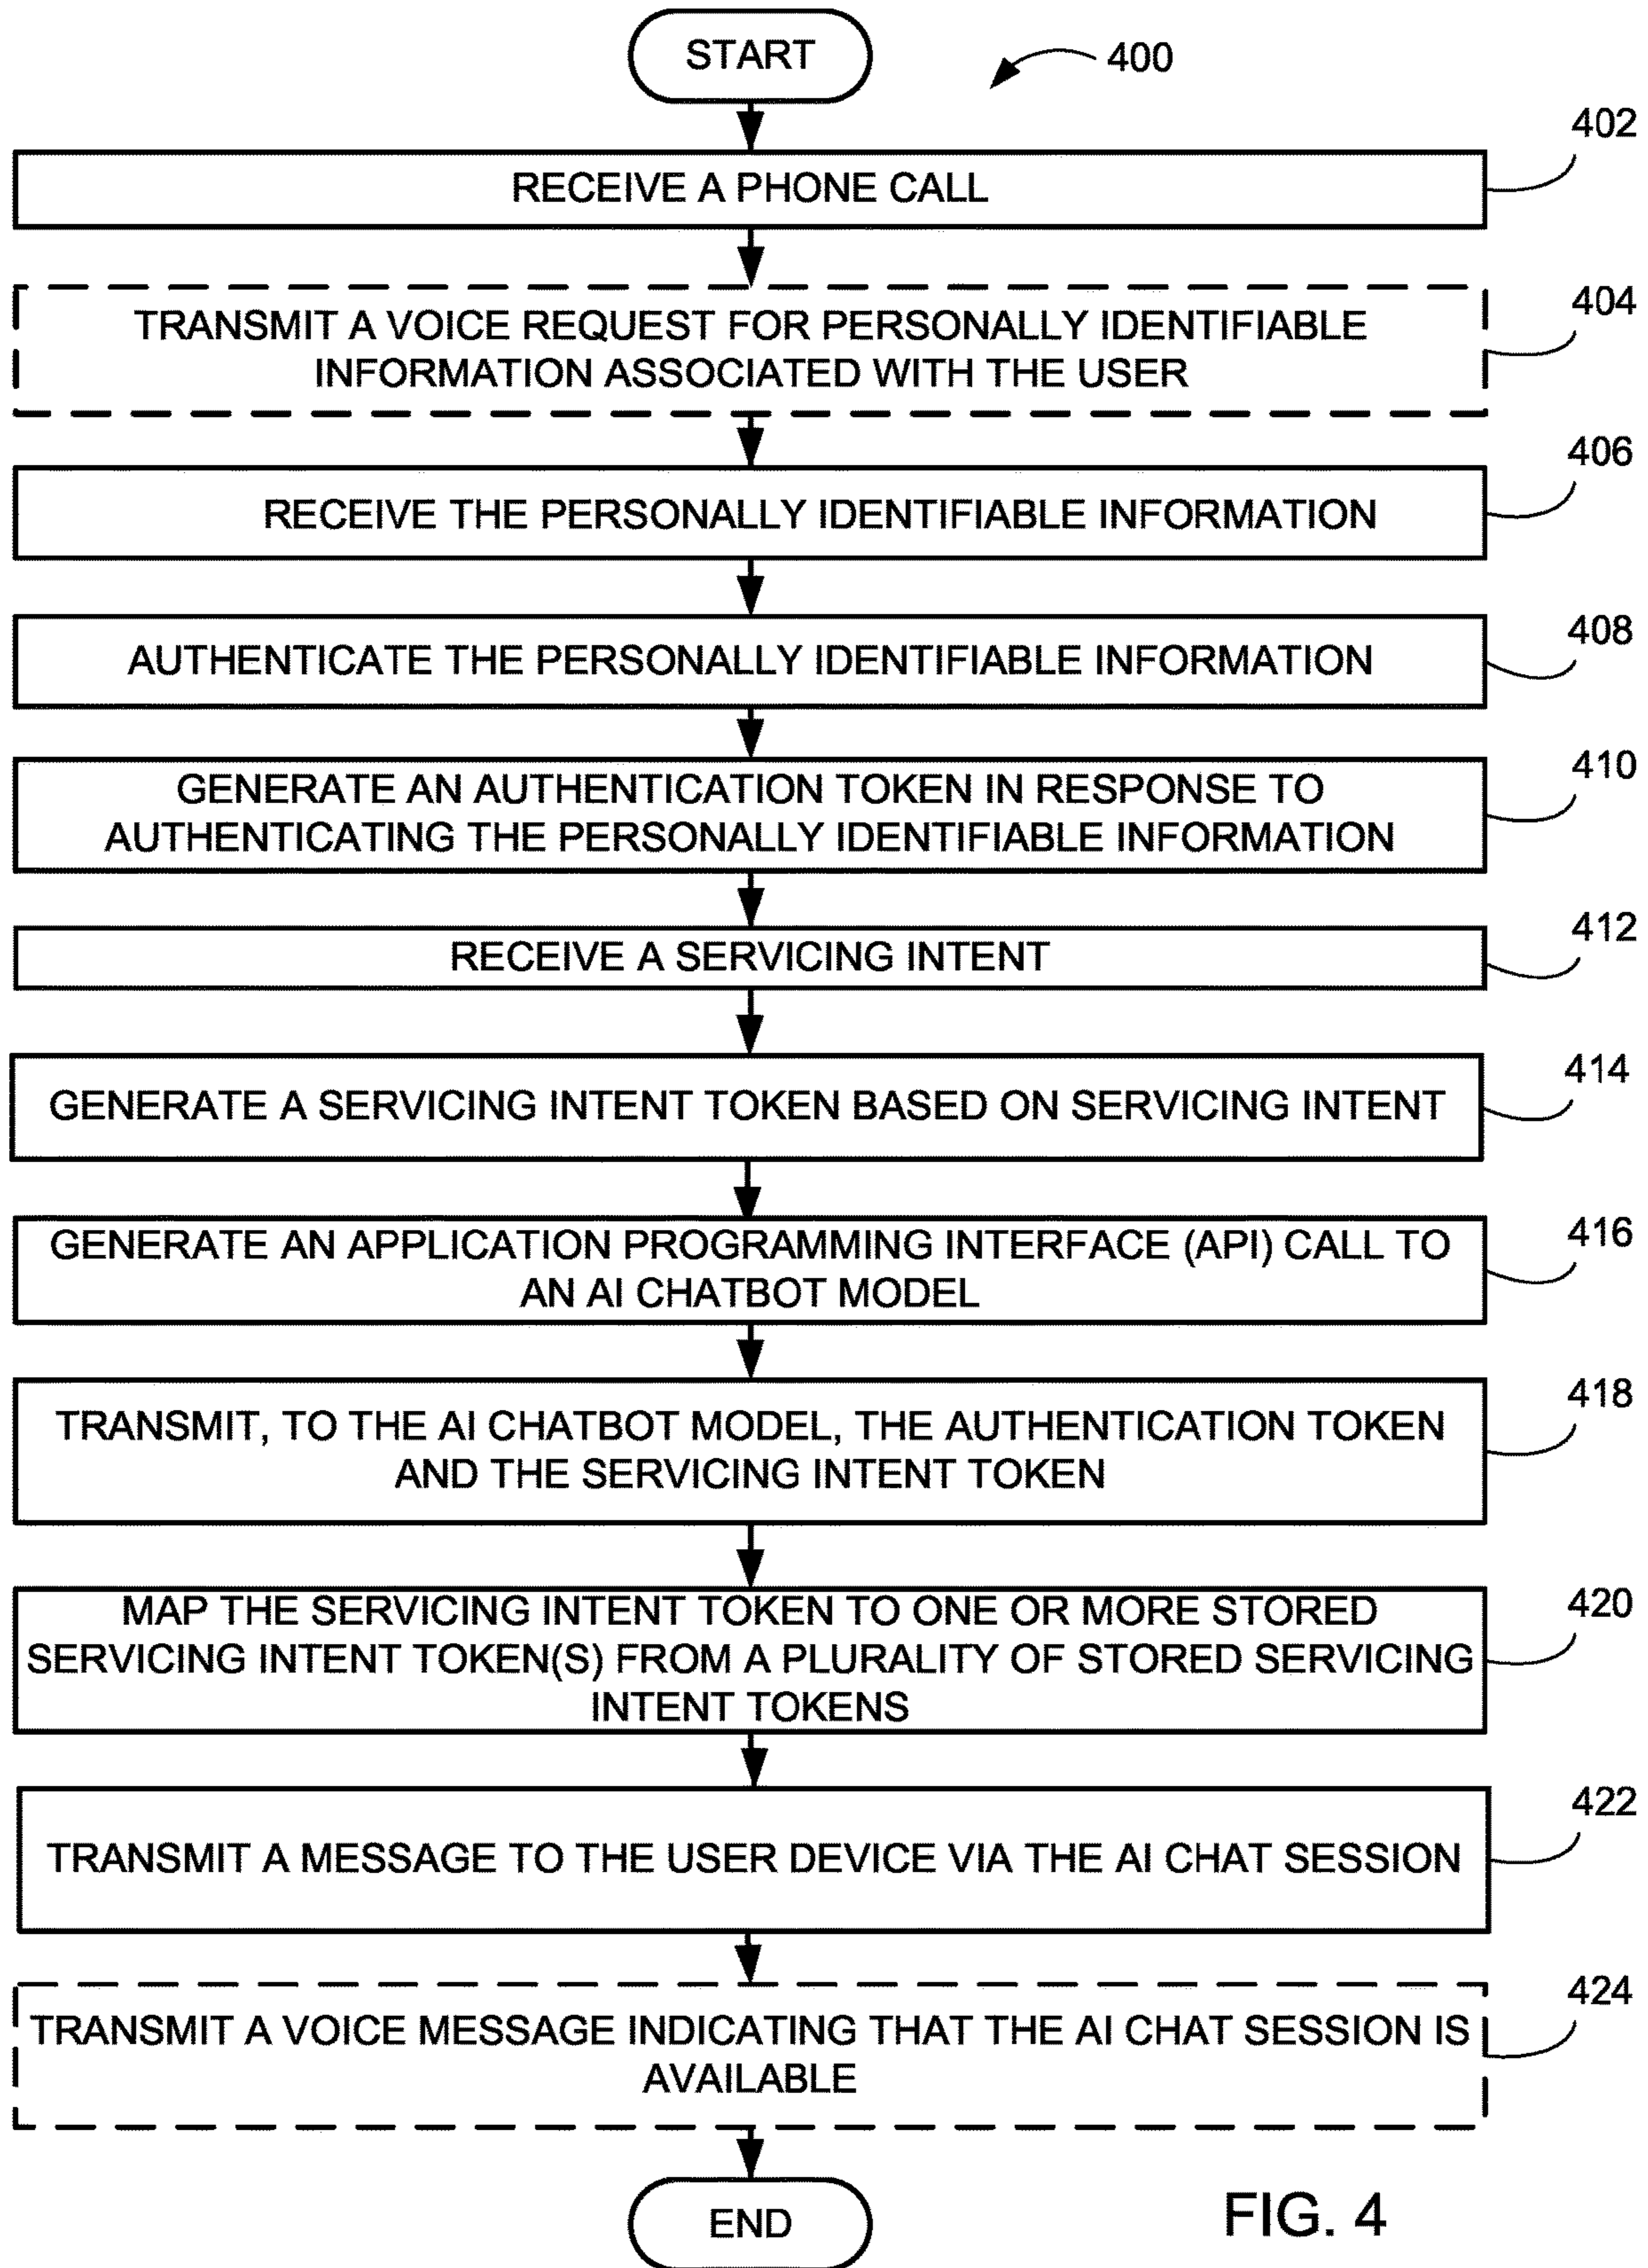 START
400
402
RECEIVE A PHONE CALL
404
TRANSMIT A VOICE REQUEST FOR PERSONALLY IDENTIFIABLE
INFORMATION ASSOCIATED WITH THE USER
406
RECEIVE THE PERSONALLY IDENTIFIABLE INFORMATION
408
AUTHENTICATE THE PERSONALLY IDENTIFIABLE INFORMATION
410
GENERATE AN AUTHENTICATION TOKEN IN RESPONSE TO
AUTHENTICATING THE PERSONALLY IDENTIFIABLE INFORMATION
412
RECEIVE A SERVICING INTENT
414
GENERATE A SERVICING INTENT TOKEN BASED ON SERVICING INTENT
416
GENERATE AN APPLICATION PROGRAMMING INTERFACE (API) CALL TO
AN AI CHATBOT MODEL
418
TRANSMIT, TO THE AI CHATBOT MODEL, THE AUTHENTICATION TOKEN
AND THE SERVICING INTENT TOKEN
420
MAP THE SERVICING INTENT TOKEN TO ONE OR MORE STORED
SERVICING INTENT TOKEN(S) FROM A PLURALITY OF STORED SERVICING
INTENT TOKENS
422
TRANSMIT A MESSAGE TO THE USER DEVICE VIA THE AI CHAT SESSION
424
TRANSMIT A VOICE MESSAGE INDICATING THAT THE AI CHAT SESSION IS
AVAILABLE
END
FIG. 4